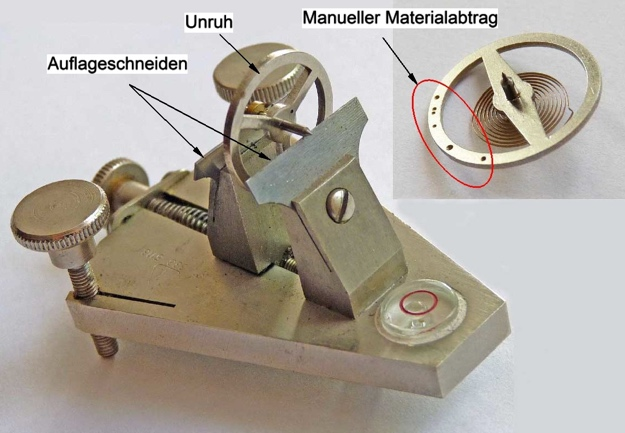 Unruh
Manueller Materialabtrag
Auflageschneiden